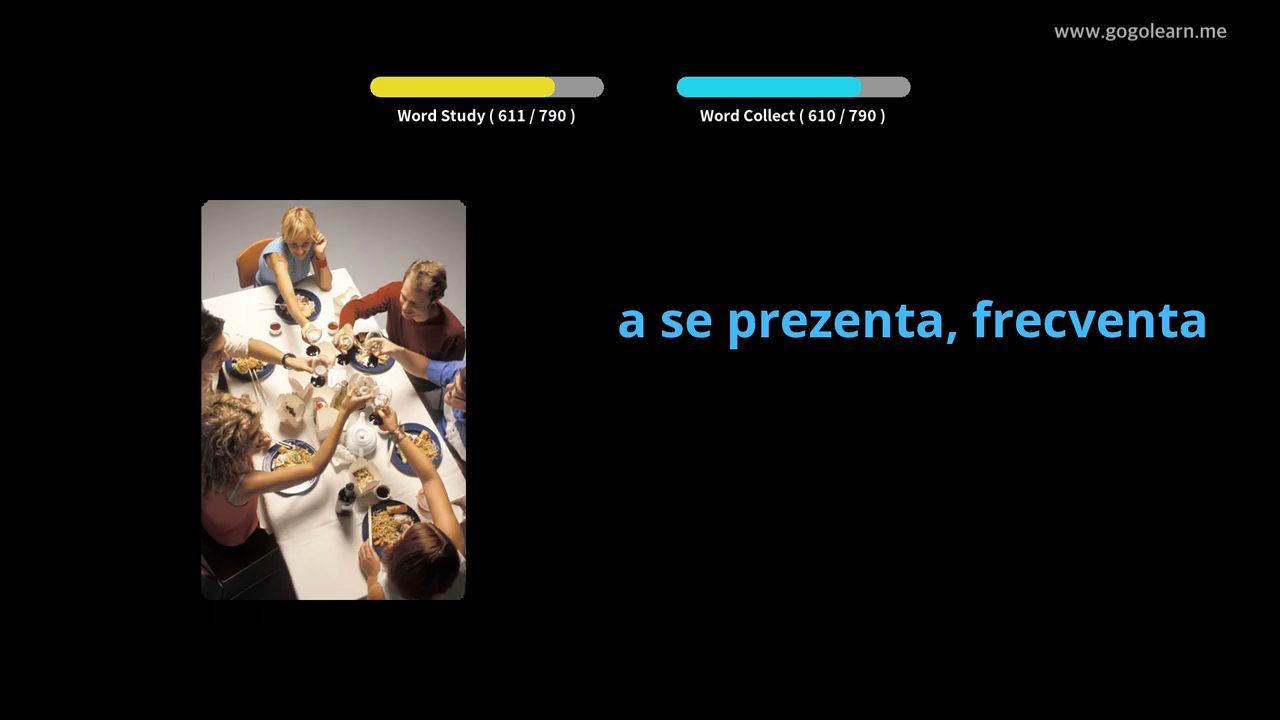 www.gogolearn.me
Word Study ( 611 / 790 )
Word Collect ( 610 / 790 )
a se prezenta, frecventa